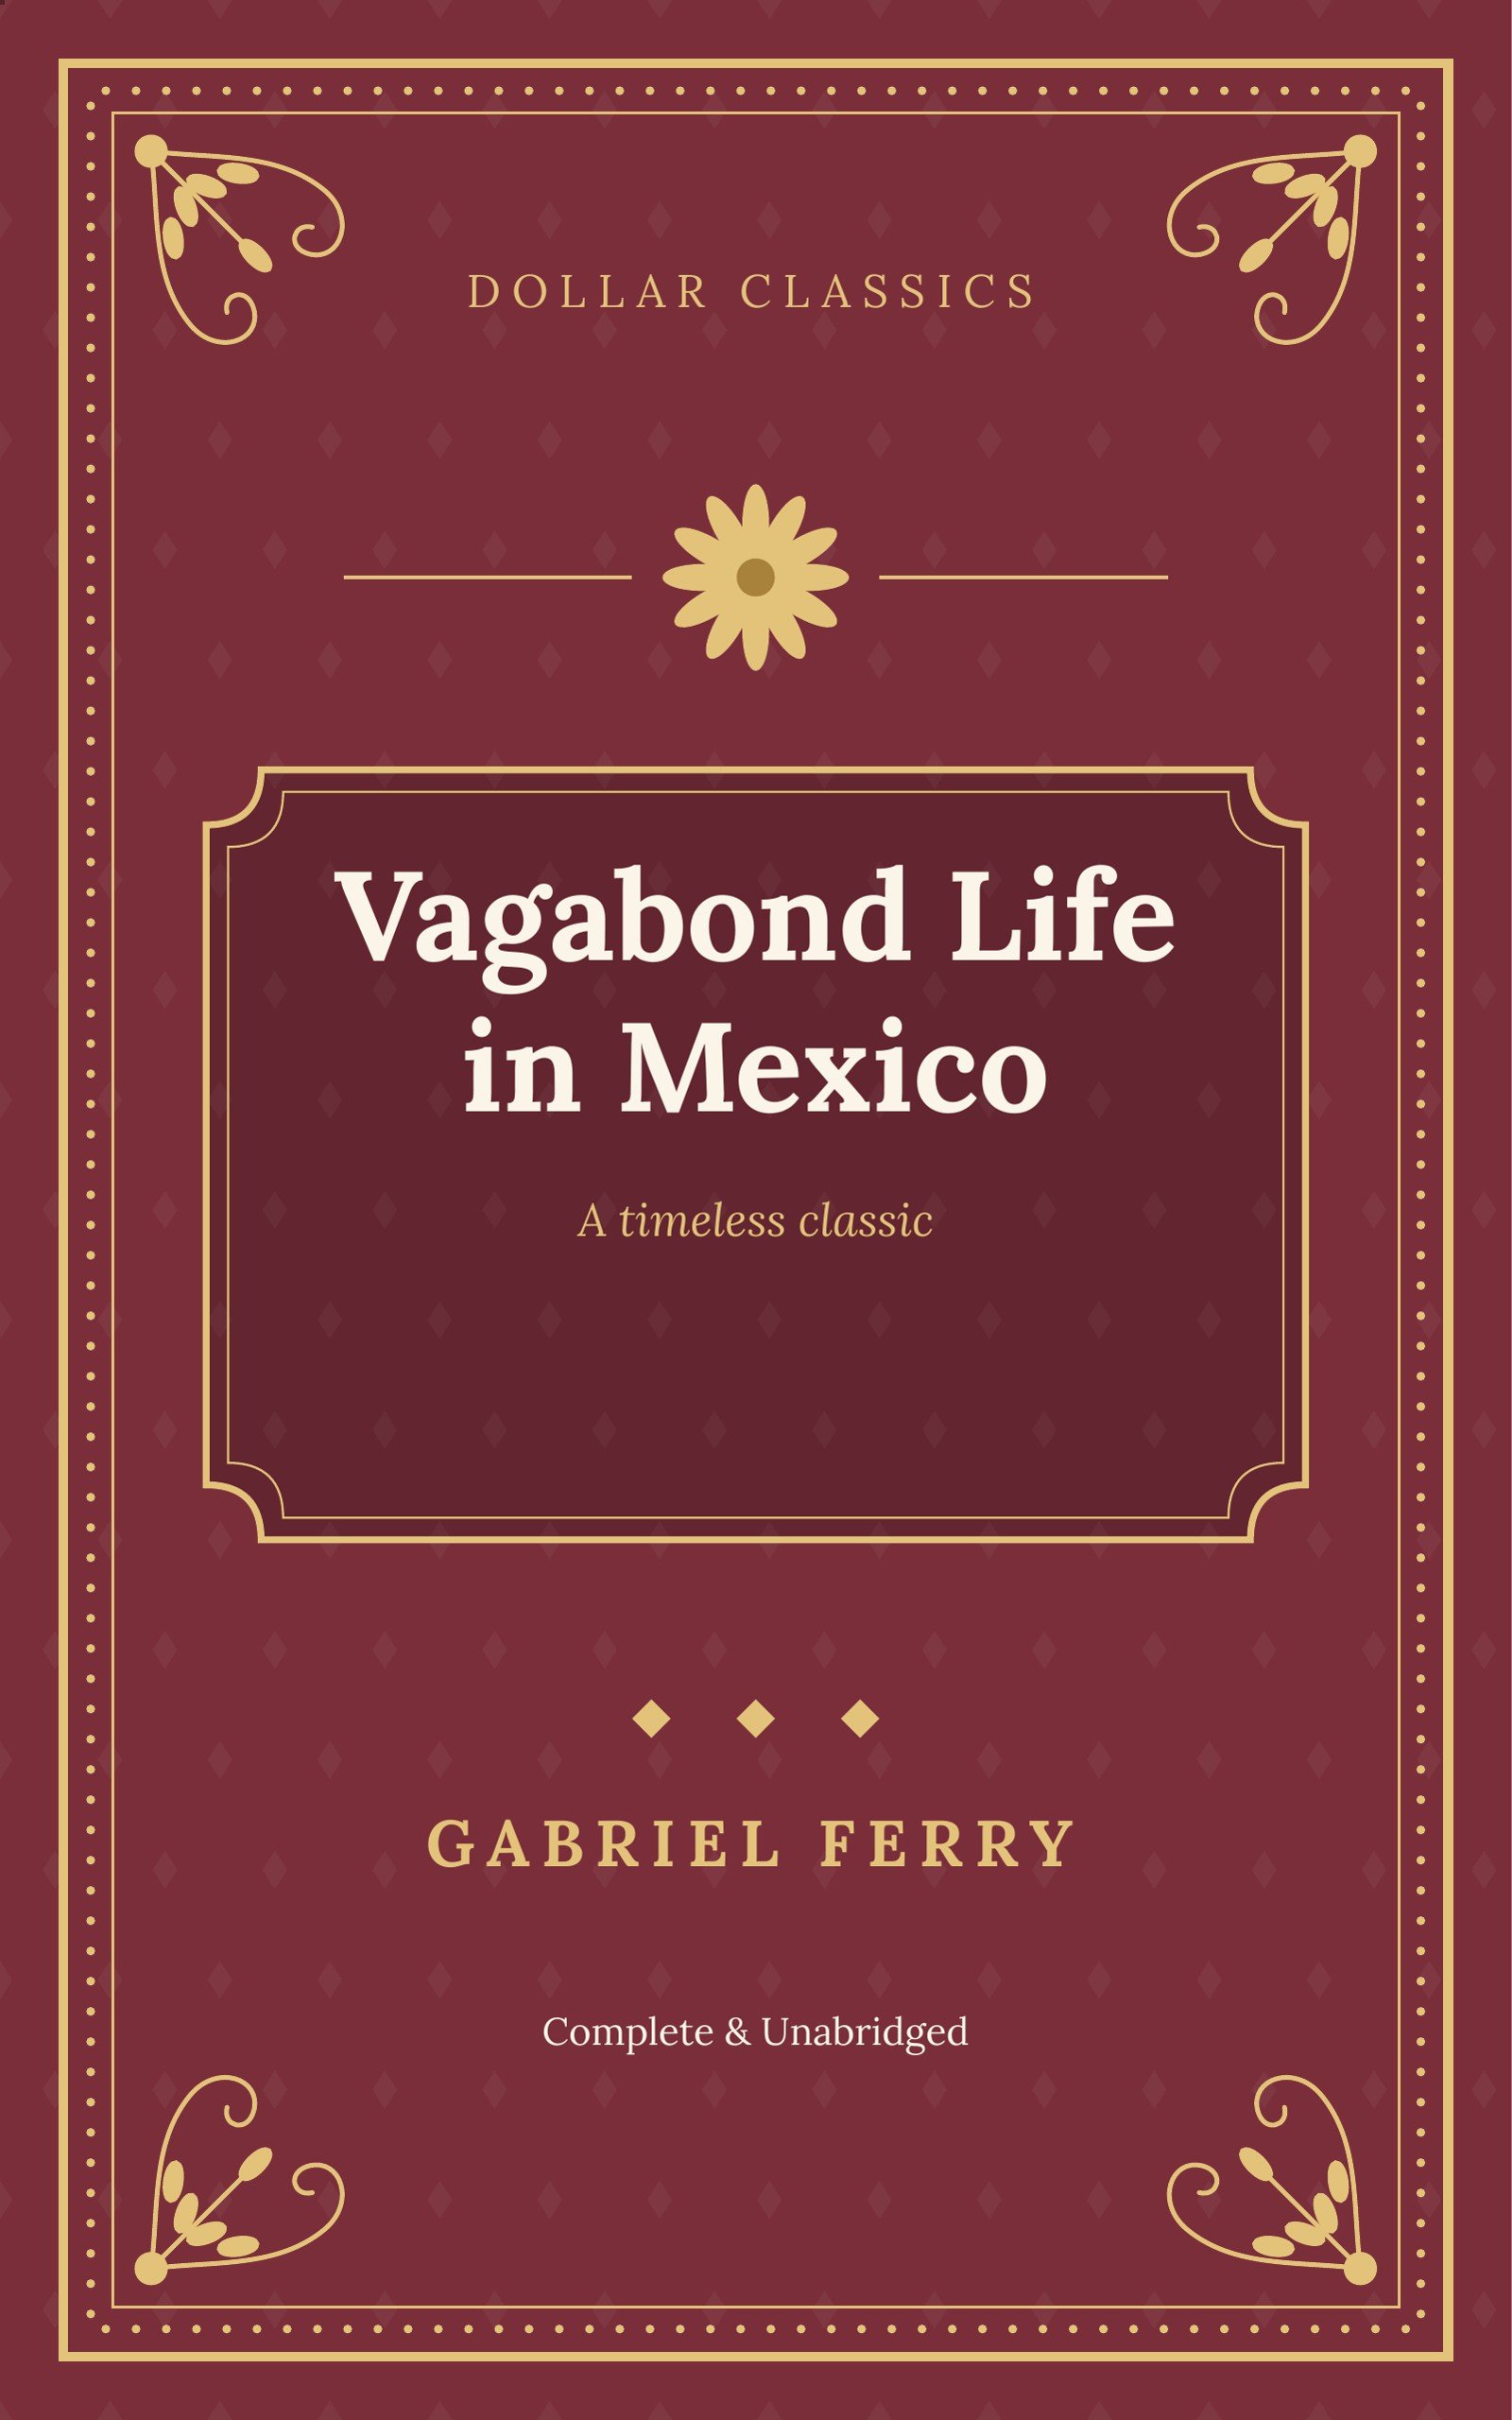 DOLLAR CLASSICS
Vagabond Life
in Mexico
A timeless classic
GABRIEL FERRY
Complete & Unabridged